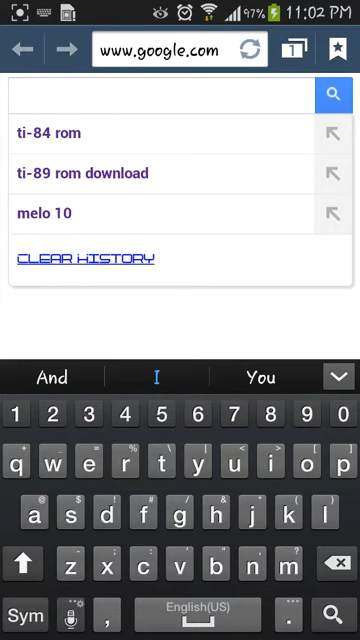 97% 11:02 PM
www.google.com 1
ti-84 rom
ti-89 rom download
melo 10
CLEAR HISTORY
And I You
1 2 3 4 5 6 7 8 9 0
q w e r t y u i o p
a s d f g h j k l
z x c v b n m
Sym , English(US) .